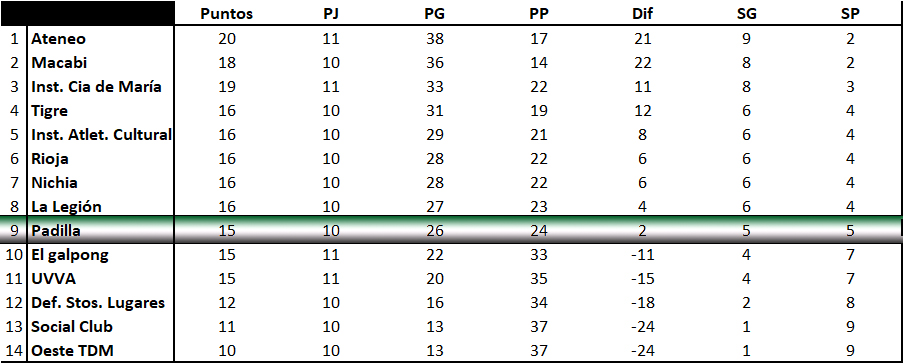 Puntos PJ PG PP Dif SG SP
1 Ateneo 20 11 38 17 21 9 2
2 Macabi 18 10 36 14 22 8 2
3 Inst. Cia de María 19 11 33 22 11 8 3
4 Tigre 16 10 31 19 12 6 4
5 Inst. Atlet. Cultural 16 10 29 21 8 6 4
6 Rioja 16 10 28 22 6 6 4
7 Nichia 16 10 28 22 6 6 4
8 La Legión 16 10 27 23 4 6 4
9 Padilla 15 10 26 24 2 5 5
10 El galpong 15 11 22 33 -11 4 7
11 UVVA 15 11 20 35 -15 4 7
12 Def. Stos. Lugares 12 10 16 34 -18 2 8
13 Social Club 11 10 13 37 -24 1 9
14 Oeste TDM 10 10 13 37 -24 1 9